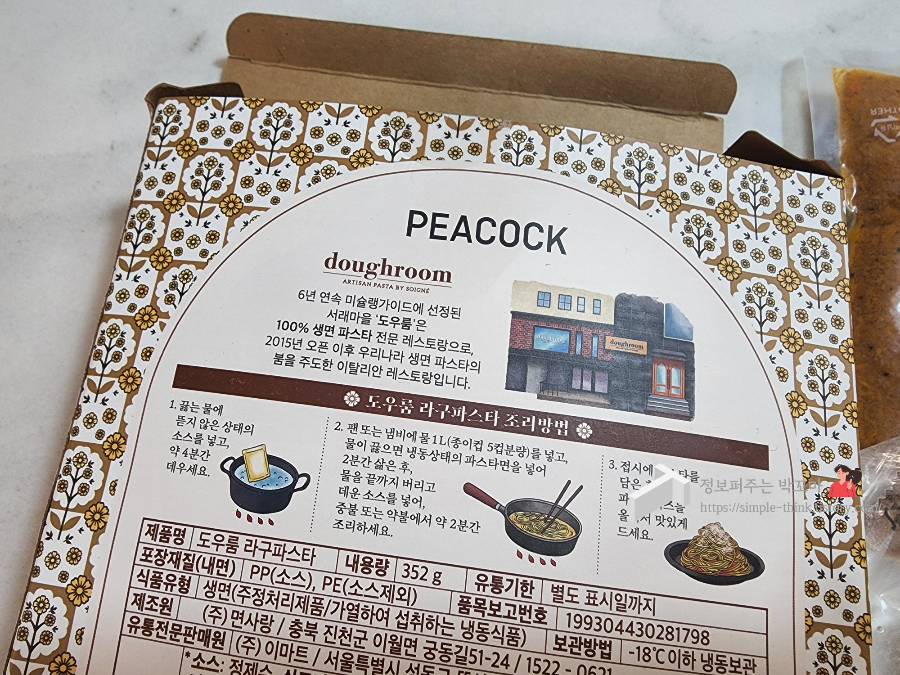 PEACOCK
doughroom
ARTISAN PASTA BY SOIGNÉ
6년 연속 미슐랭가이드에 선정된
서래마을 '도우룸'은
100% 생면 파스타 전문 레스토랑으로,
2015년 오픈 이후 우리나라 생면 파스타의
붐을 주도한 이탈리안 레스토랑입니다.
doughroom
도우룸 라구파스타 조리방법
1. 끓는 물에
뜯지 않은 상태의
소스를 넣고,
약 4분간
데우세요.
2. 팬 또는 냄비에 물 1L(종이컵 5컵분량)를 넣고,
물이 끓으면 냉동상태의 파스타면을 넣어
2분간 삶은 후,
물을 끝까지 버리고
데운 소스를 넣어,
중불 또는 약불에서 약 2분간
조리하세요.
3. 접시에
담은
맛있게
드세요.
정보퍼주는
https://simple-think
제품명 도우룸 라구파스타 내용량 352 g 유통기한 별도 표시일까지
포장재질(내면) PP(소스), PE(소스제외) 품목보고번호 199304430281798
식품유형 생면(주정처리제품/가열하여 섭취하는 냉동식품) 보관방법 -18℃ 이하 냉동보관
제조원 (주) 면사랑 / 충북 진천군 이월면 궁동길51-24 / 1522 - 0621
유통전문판매원 (주) 이마트 / 서울특별시 성동구
*소스: 정제수,